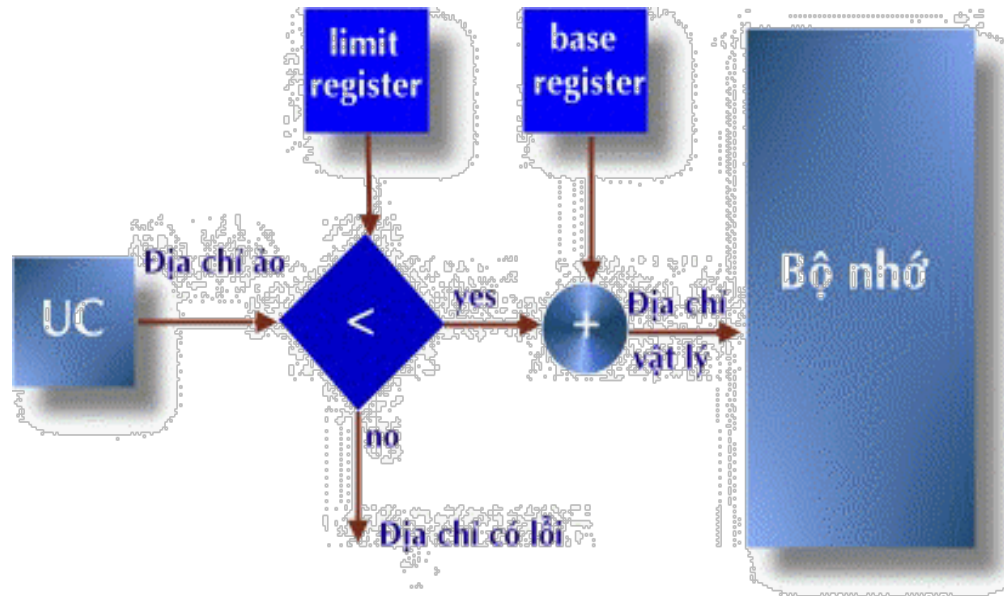 limit
register
base
register
Địa chỉ ảo
UC
<
yes
+
Địa chỉ
vật lý
Bộ nhớ
no
Địa chỉ có lỗi